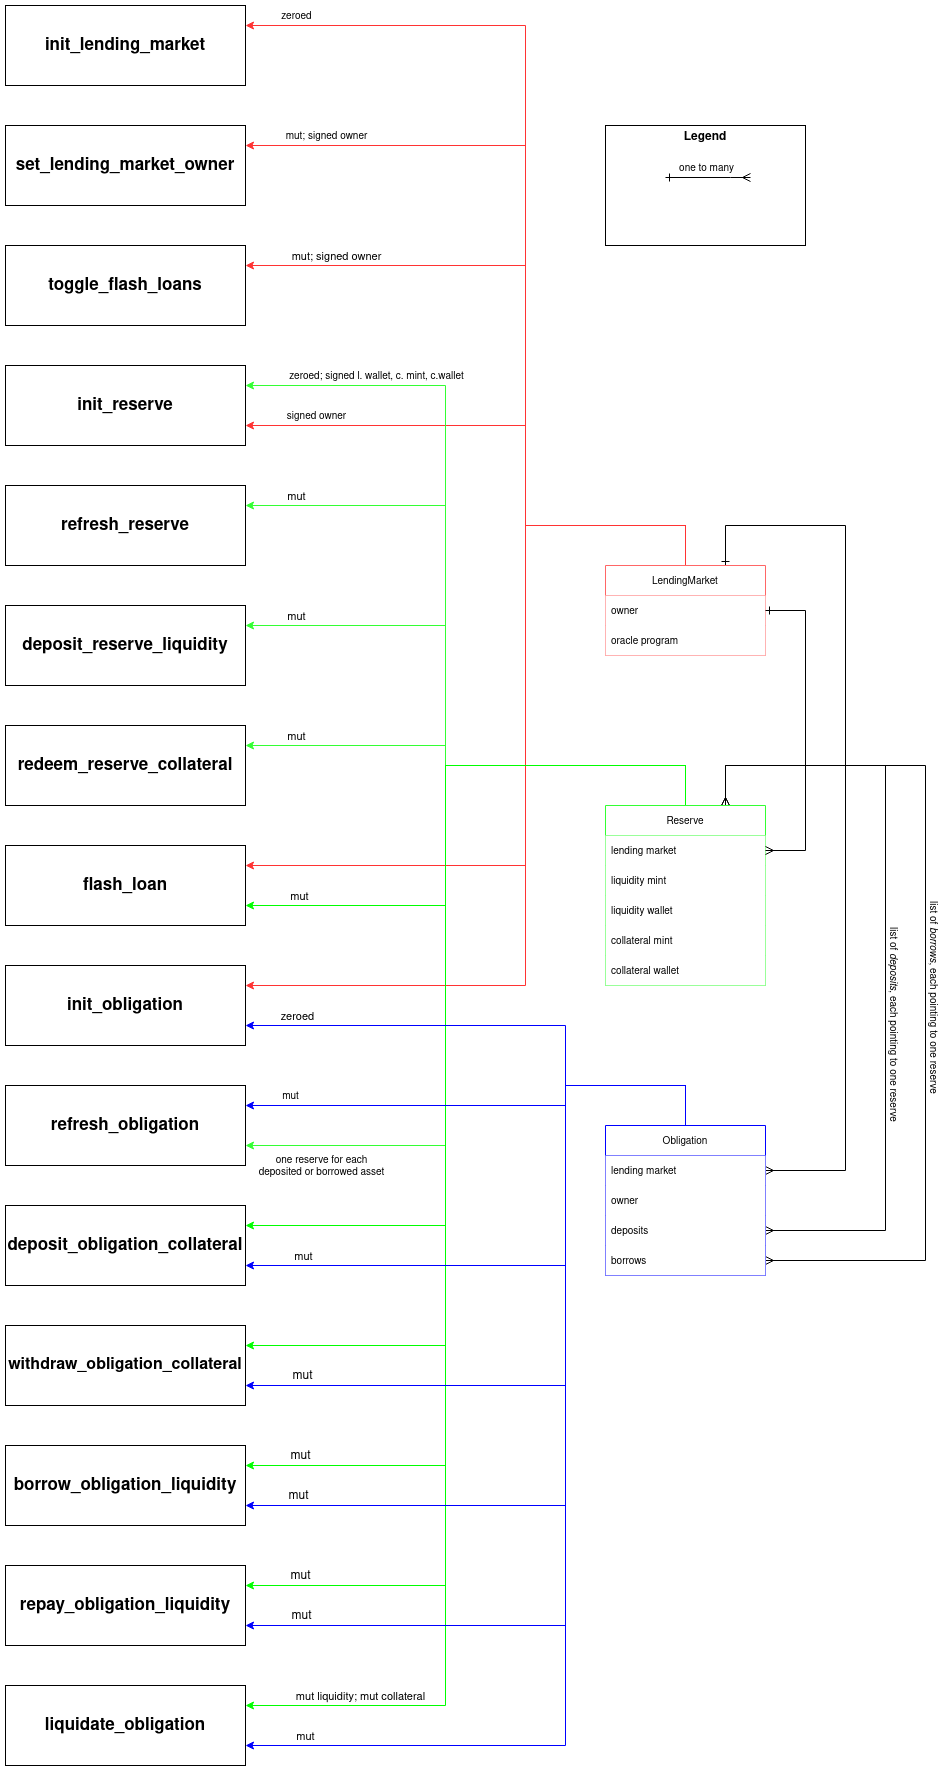 zeroed
init_lending_market
mut; signed owner
set_lending_market_owner
Legend
one to many
mut; signed owner
toggle_flash_loans
zeroed; signed l. wallet, c. mint, c.wallet
init_reserve
signed owner
mut
refresh_reserve
LendingMarket
owner
oracle program
mut
deposit_reserve_liquidity
mut
redeem_reserve_collateral
Reserve
lending market
liquidity mint
liquidity wallet
collateral mint
collateral wallet
flash_loan
mut
list of deposits, each pointing to one reserve
list of borrows, each pointing to one reserve
init_obligation
zeroed
mut
refresh_obligation
one reserve for each
deposited or borrowed asset
Obligation
lending market
owner
deposits
borrows
deposit_obligation_collateral
mut
withdraw_obligation_collateral
mut
mut
borrow_obligation_liquidity
mut
mut
repay_obligation_liquidity
mut
mut liquidity; mut collateral
liquidate_obligation
mut